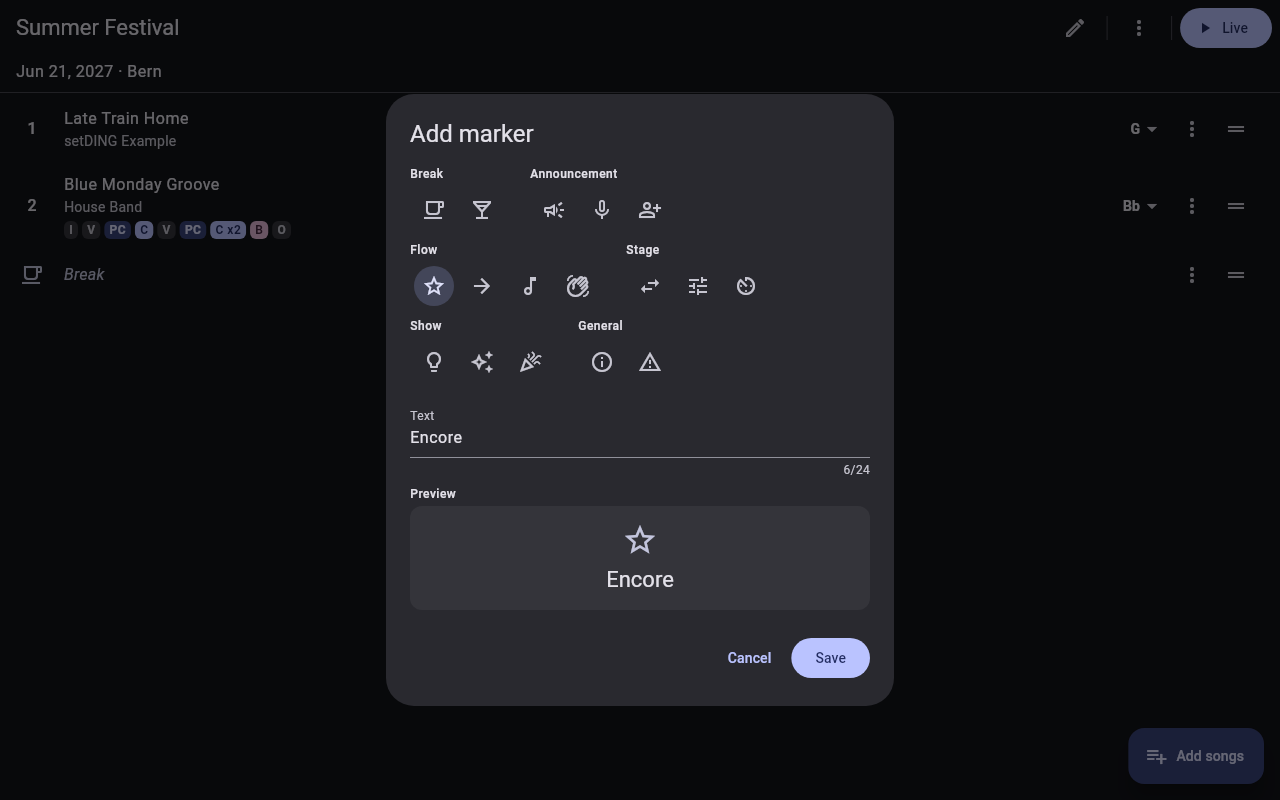 Summer Festival
Live
Jun 21, 2027 · Bern
1
Late Train Home
setDING Example
G
2
Blue Monday Groove
House Band
I V PC C V PC C x2 B O
Bb
Break
Add marker
Break
Announcement
Flow
Stage
Show
General
Text
Encore
6/24
Preview
Encore
Cancel
Save
Add songs